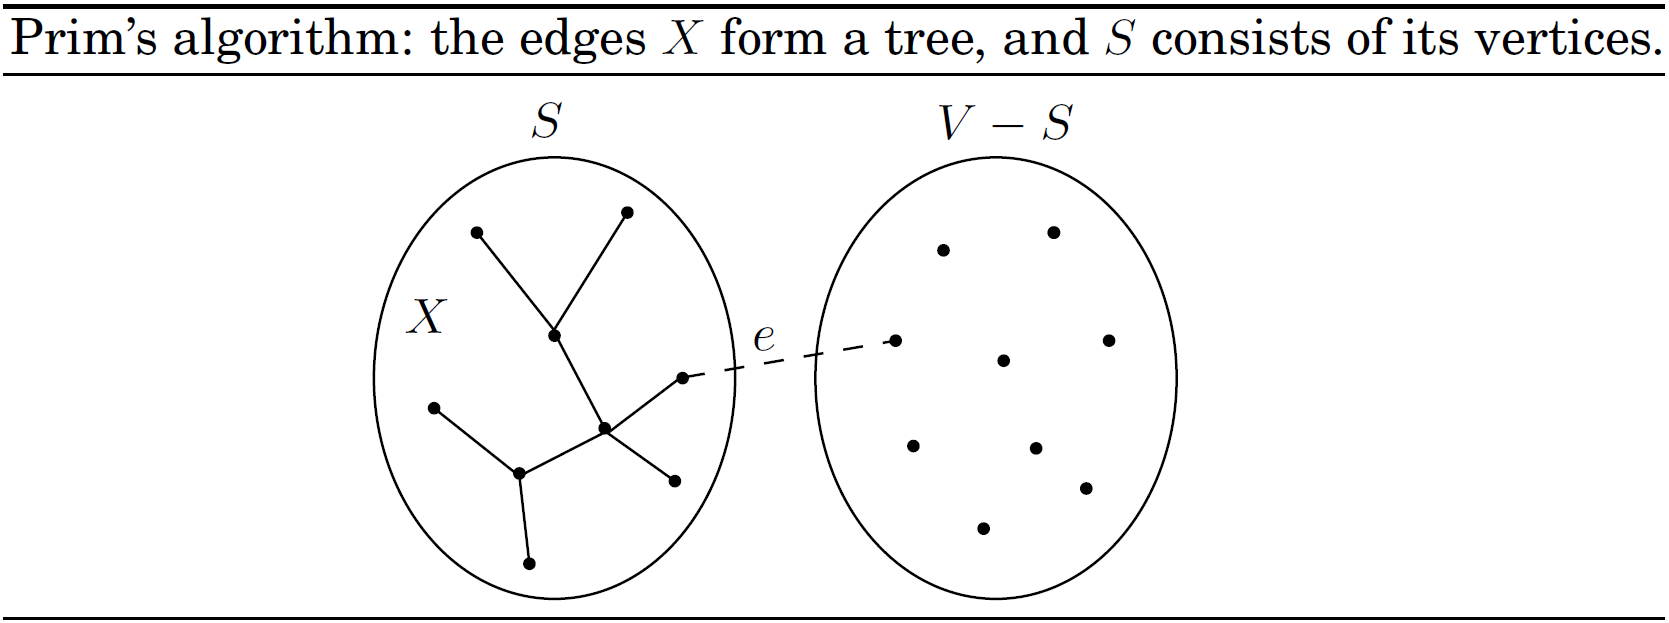 Prim's algorithm: the edges X form a tree, and S consists of its vertices.
S
V − S
X
e